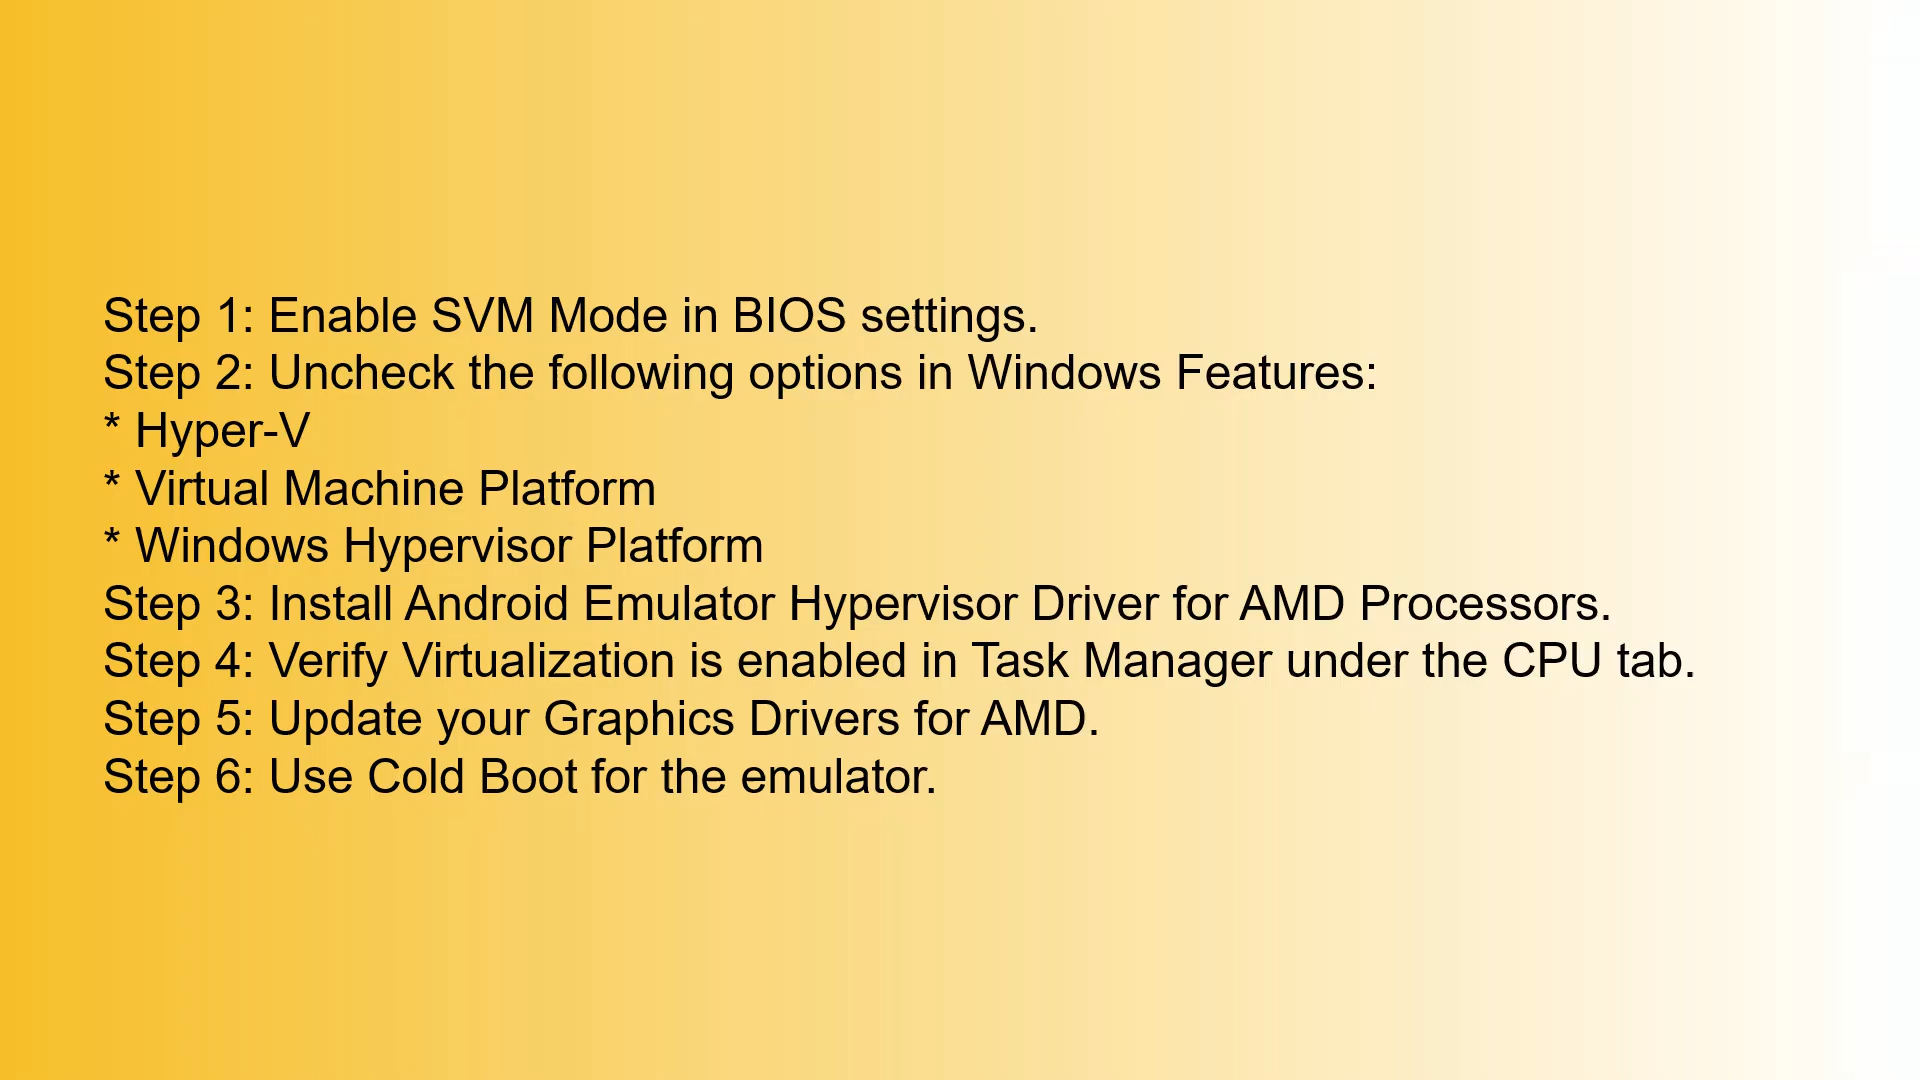 Step 1: Enable SVM Mode in BIOS settings.
Step 2: Uncheck the following options in Windows Features:
* Hyper-V
* Virtual Machine Platform
* Windows Hypervisor Platform
Step 3: Install Android Emulator Hypervisor Driver for AMD Processors.
Step 4: Verify Virtualization is enabled in Task Manager under the CPU tab.
Step 5: Update your Graphics Drivers for AMD.
Step 6: Use Cold Boot for the emulator.